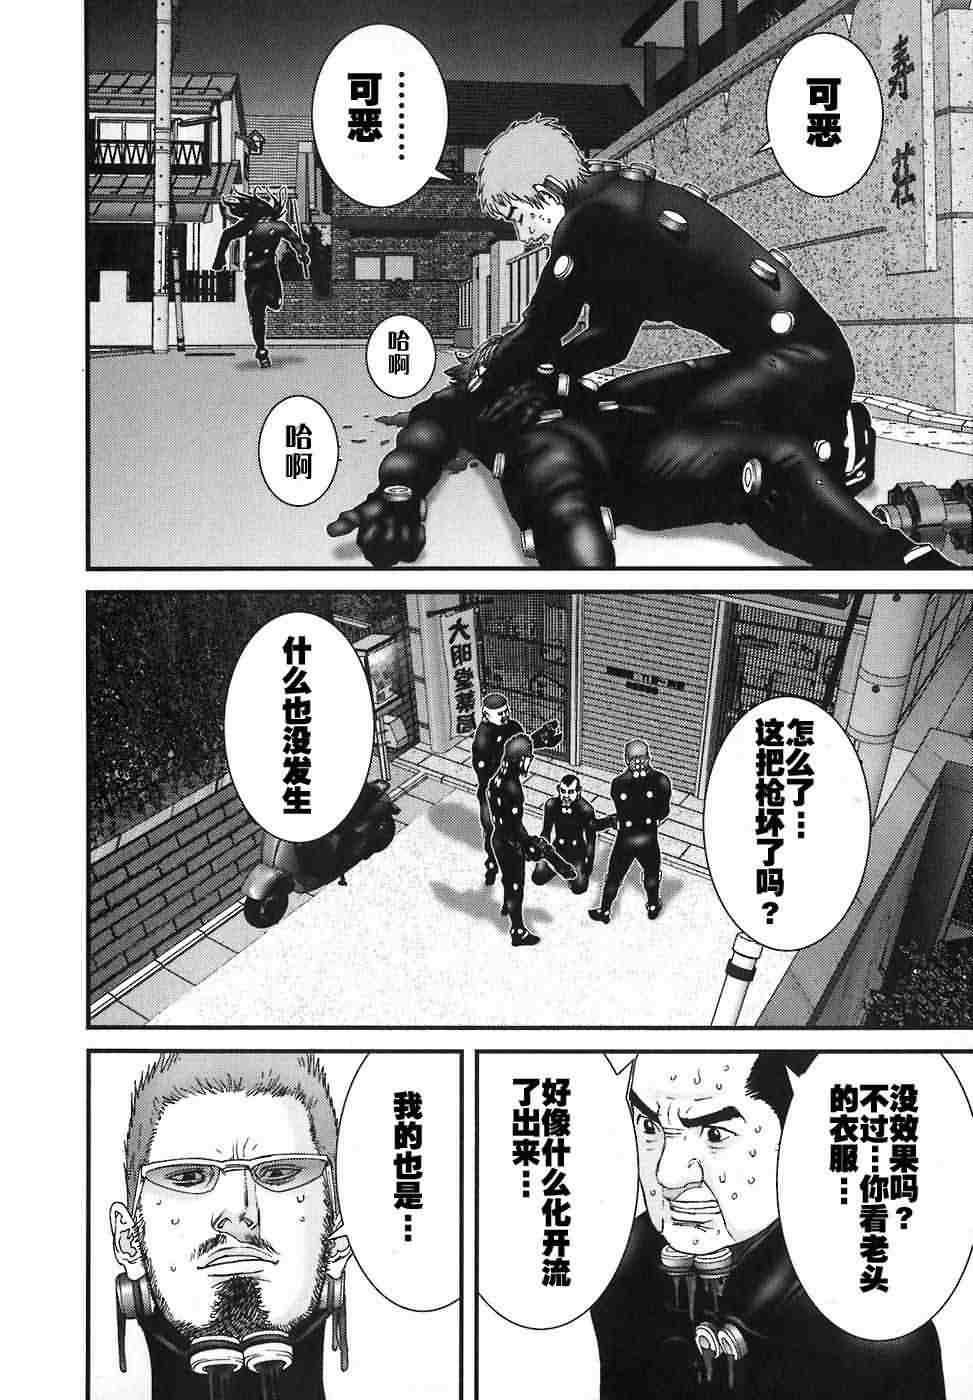 可恶
寿荘
………
可恶
哈啊
哈啊
怎么了…
这把枪坏了吗？
大明堂薬局
什么也没发生
没效果吗？
不过…你看老头
的衣服…
好像什么化开流
了出来…
我的也是…